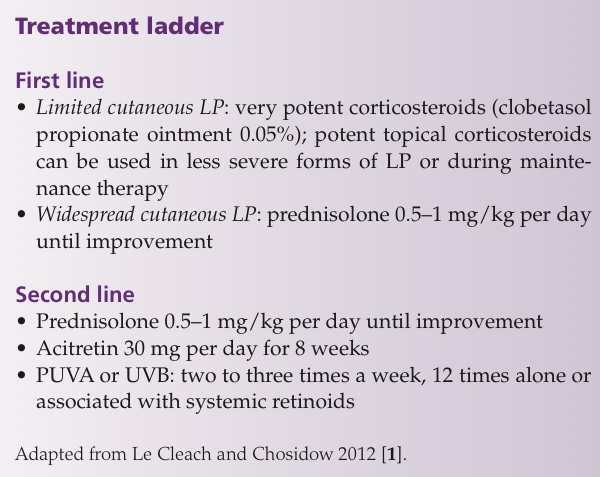 Treatment ladder
First line
• Limited cutaneous LP: very potent corticosteroids (clobetasol
propionate ointment 0.05%); potent topical corticosteroids
can be used in less severe forms of LP or during mainte-
nance therapy
• Widespread cutaneous LP: prednisolone 0.5–1 mg/kg per day
until improvement
Second line
• Prednisolone 0.5–1 mg/kg per day until improvement
• Acitretin 30 mg per day for 8 weeks
• PUVA or UVB: two to three times a week, 12 times alone or
associated with systemic retinoids
Adapted from Le Cleach and Chosidow 2012 [1].